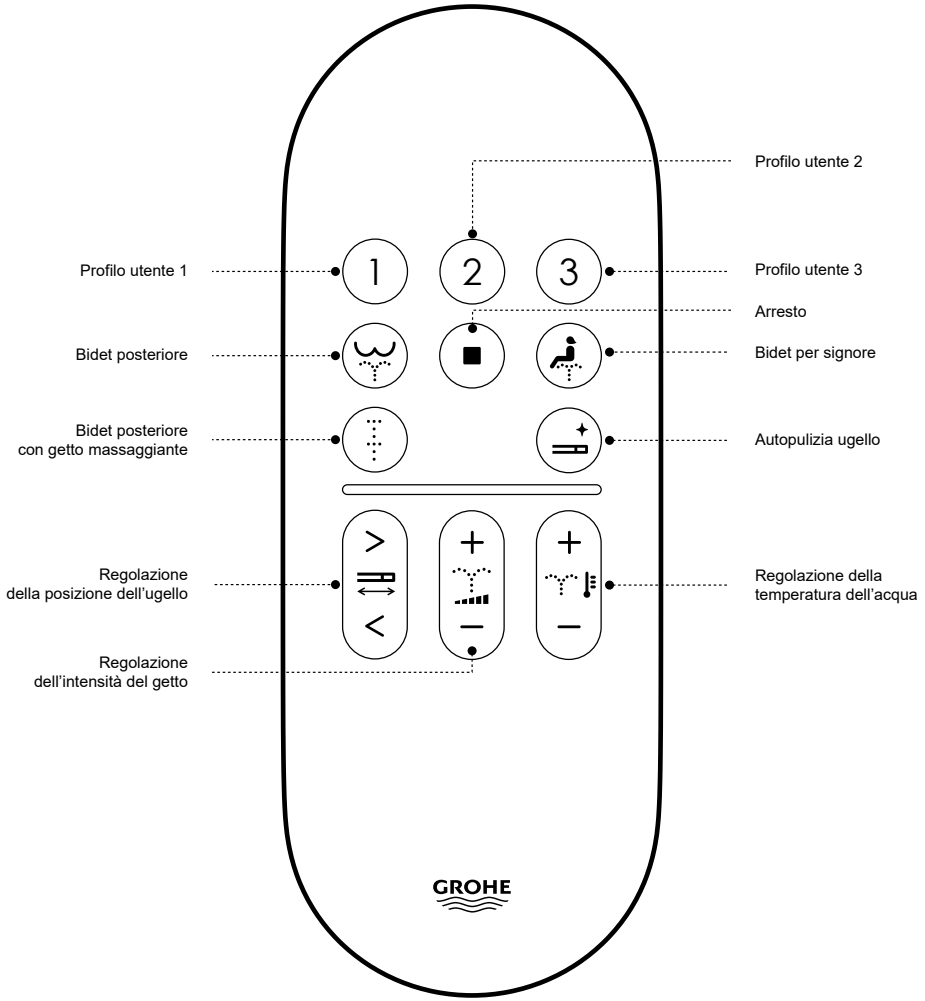 Profilo utente 2
Profilo utente 1
1
2
3
Profilo utente 3
Arresto
Bidet posteriore
Bidet per signore
Bidet posteriore
con getto massaggiante
Autopulizia ugello
>
+
+
Regolazione
della posizione dell'ugello
Regolazione della
temperatura dell'acqua
<
−
−
Regolazione
dell'intensità del getto
GROHE